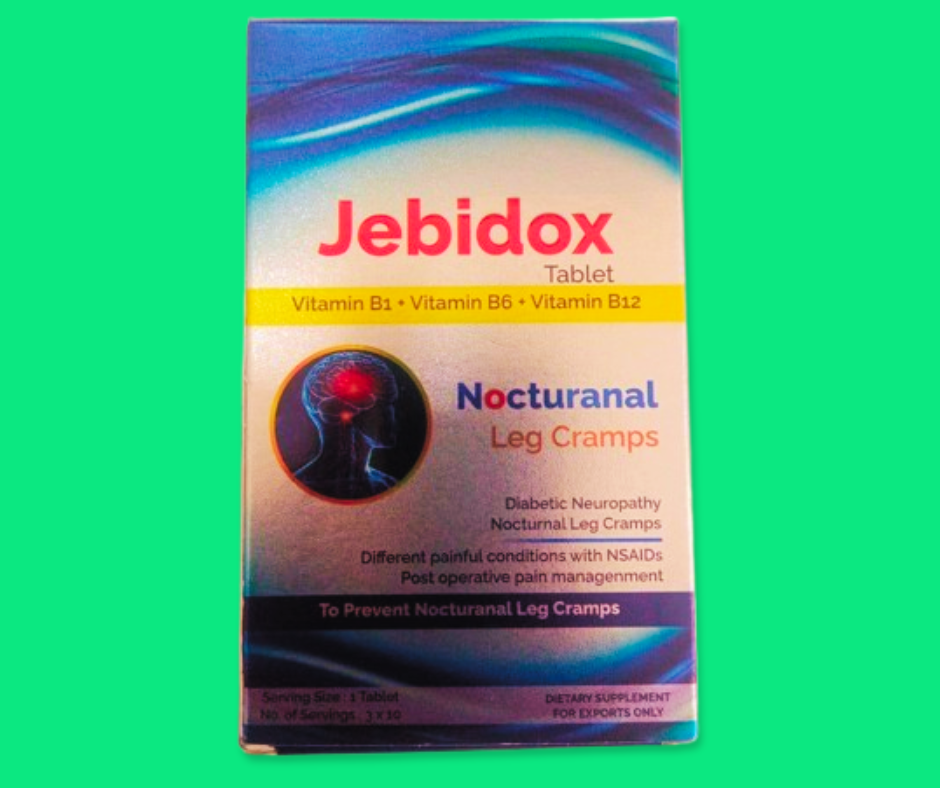 Jebidox
Tablet
Vitamin B1 + Vitamin B6 + Vitamin B12
Nocturanal
Leg Cramps
Diabetic Neuropathy
Nocturnal Leg Cramps
Different painful conditions with NSAIDs
Post operative pain managenment
To Prevent Nocturanal Leg Cramps
Serving Size : 1 Tablet
No. of Servings : 3 x 10
DIETARY SUPPLEMENT
FOR EXPORTS ONLY